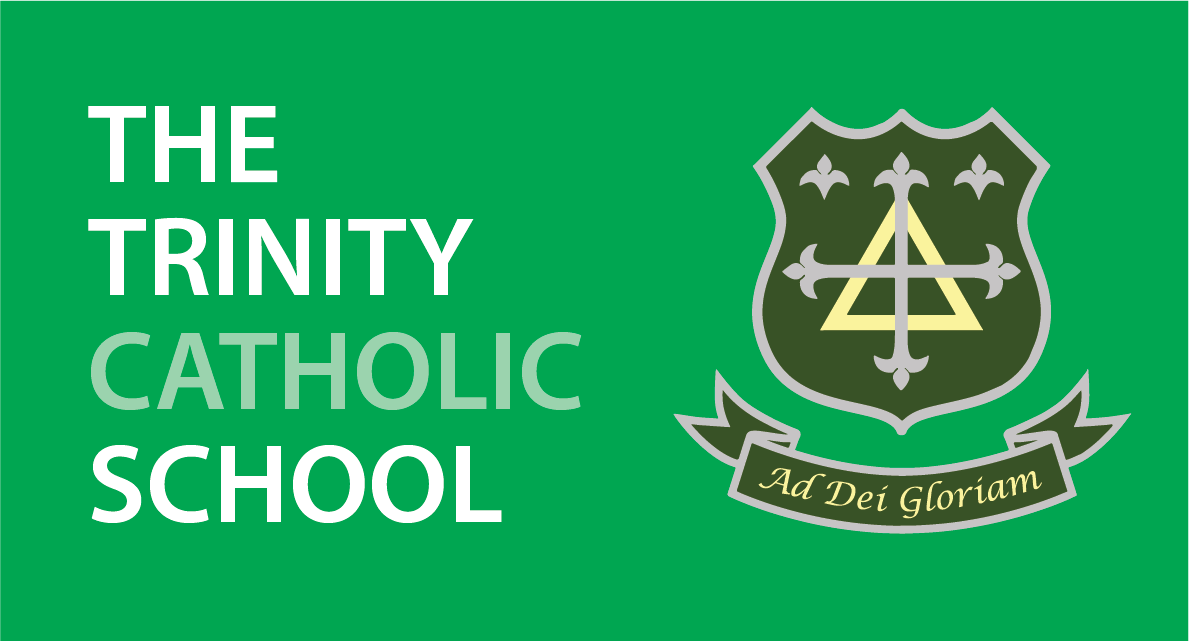 THE
TRINITY
CATHOLIC
SCHOOL
Ad Dei Gloriam